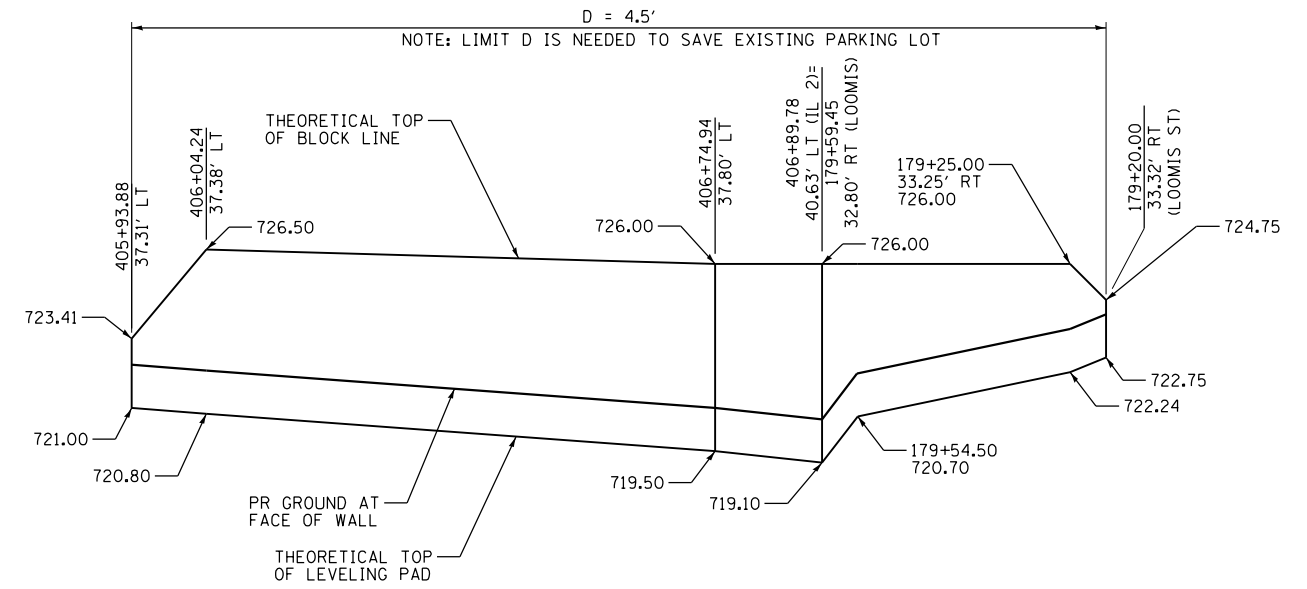 D = 4.5'
NOTE: LIMIT D IS NEEDED TO SAVE EXISTING PARKING LOT
405+93.88
37.31' LT
406+04.24
37.38' LT
THEORETICAL TOP
OF BLOCK LINE
406+74.94
37.80' LT
406+89.78
40.63' LT (IL 2)=
179+59.45
32.80' RT (LOOMIS)
179+25.00
33.25' RT
726.00
179+20.00
33.32' RT
(LOOMIS ST)
726.50
726.00
726.00
724.75
723.41
721.00
720.80
PR GROUND AT
FACE OF WALL
THEORETICAL TOP
OF LEVELING PAD
719.50
719.10
179+54.50
720.70
722.24
722.75